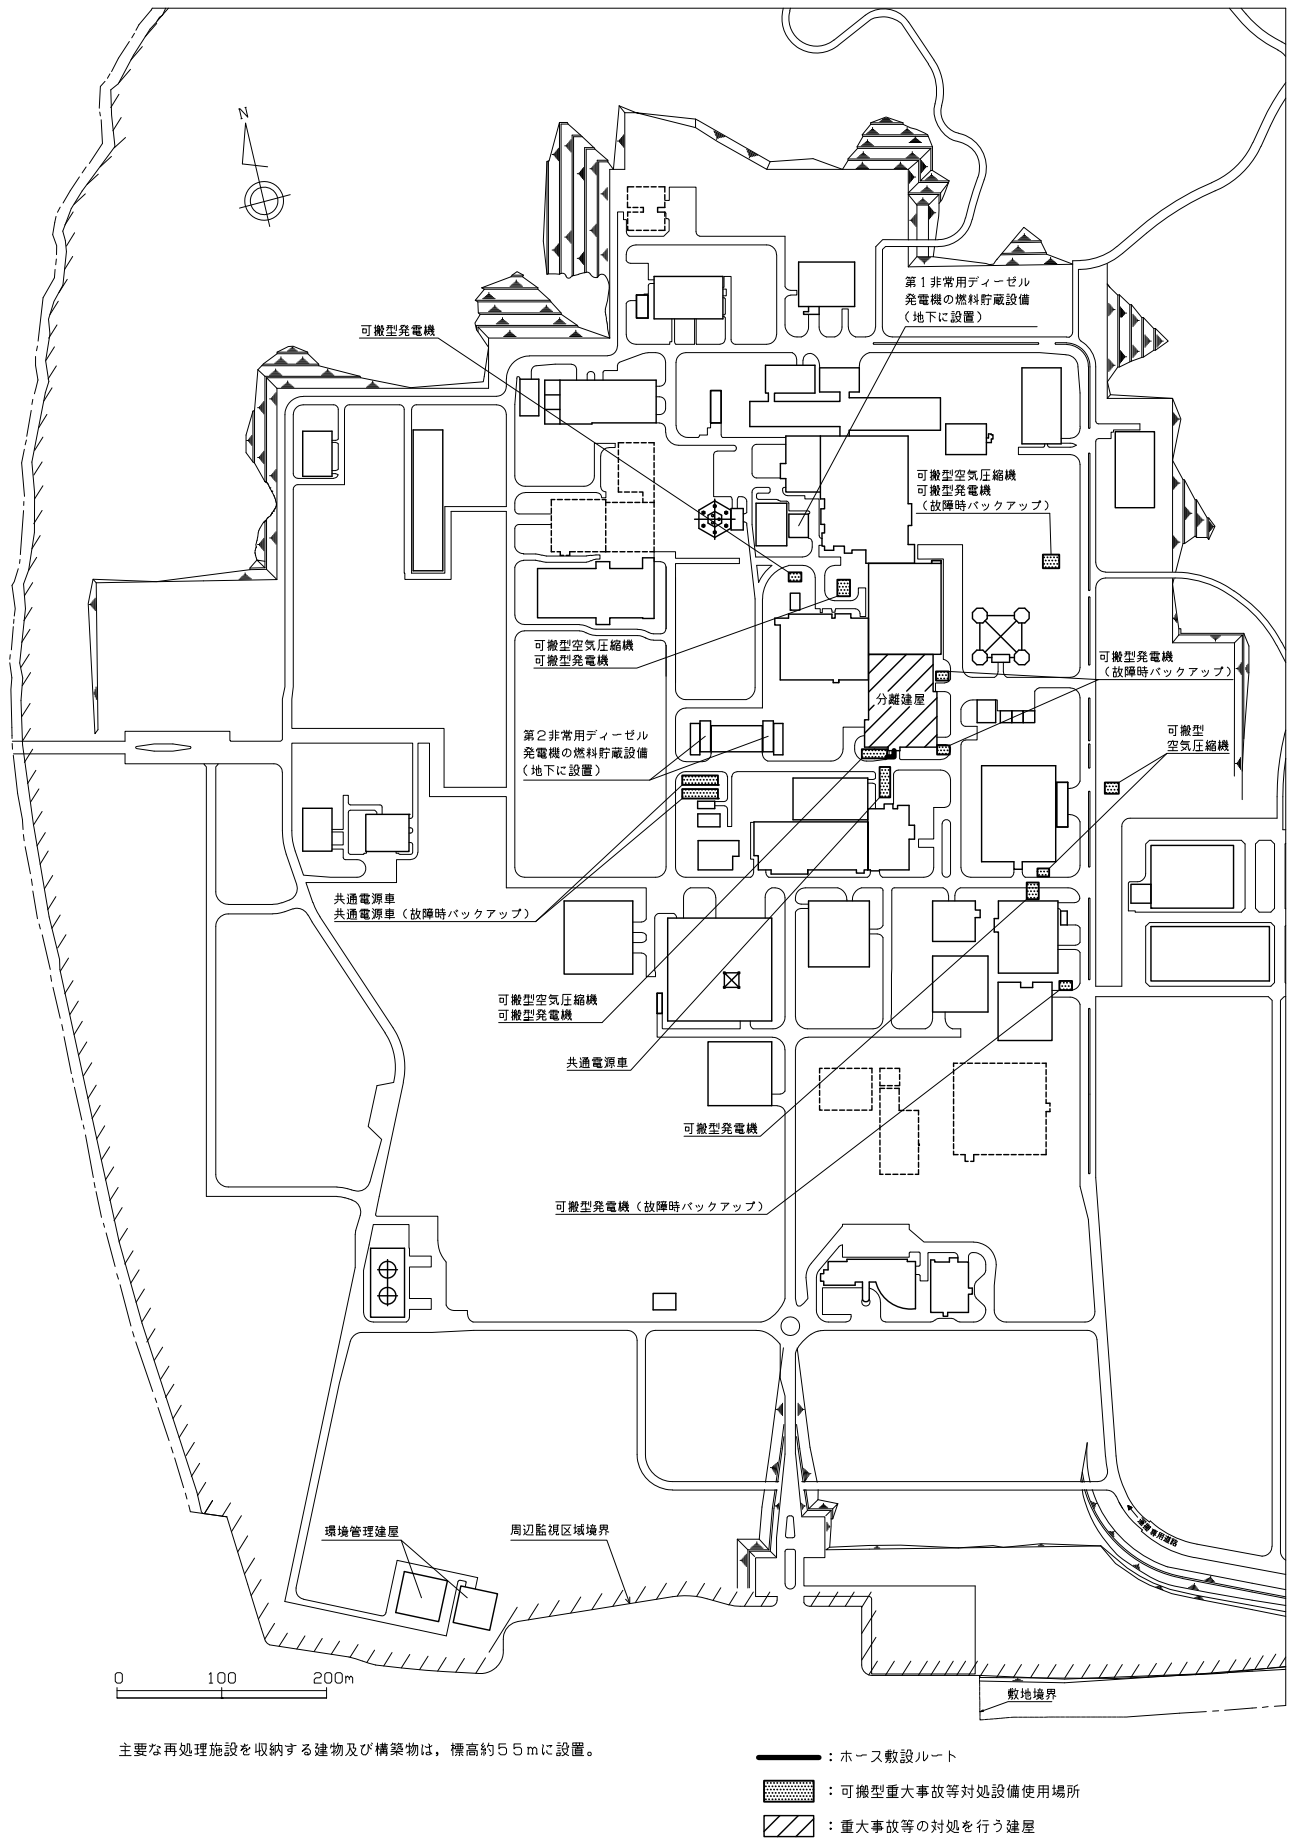 N
第１非常用ディーゼル
発電機の燃料貯蔵設備
（地下に設置）
可搬型発電機
可搬型空気圧縮機
可搬型発電機
（故障時バックアップ）
可搬型空気圧縮機
可搬型発電機
可搬型発電機
（故障時バックアップ）
分離建屋
第２非常用ディーゼル
発電機の燃料貯蔵設備
（地下に設置）
可搬型
空気圧縮機
共通電源車
共通電源車（故障時バックアップ）
可搬型空気圧縮機
可搬型発電機
共通電源車
可搬型発電機
可搬型発電機（故障時バックアップ）
環境管理建屋
周辺監視区域境界
運搬専用道路
0 100 200m
敷地境界
主要な再処理施設を収納する建物及び構築物は，標高約５５ｍに設置。
：ホース敷設ルート
：可搬型重大事故等対処設備使用場所
：重大事故等の対処を行う建屋